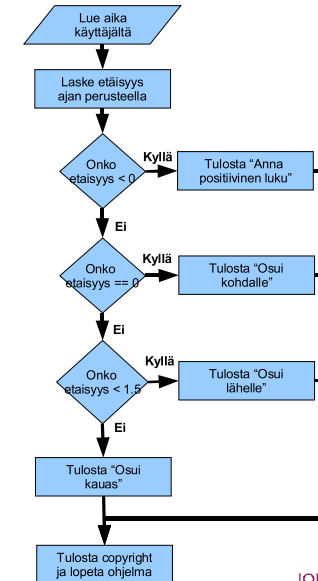 Lue aika
käyttäjältä
Laske etäisyys
ajan perusteella
Onko
etaisyys < 0
Kyllä
Tulosta “Anna
positiivinen luku”
Ei
Onko
etaisyys == 0
Kyllä
Tulosta “Osui
kohdalle”
Ei
Onko
etaisyys < 1.5
Kyllä
Tulosta “Osui
lähelle”
Ei
Tulosta “Osui
kauas”
Tulosta copyright
ja lopeta ohjelma